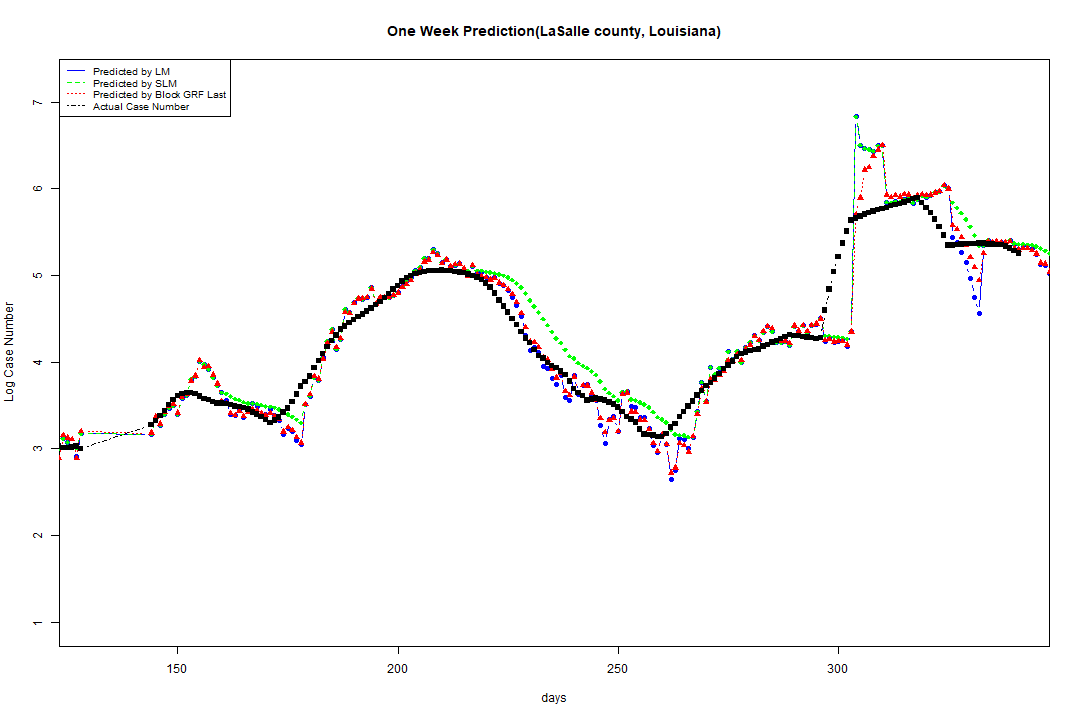 One Week Prediction(LaSalle county, Louisiana)
Predicted by LM
Predicted by SLM
Predicted by Block GRF Last
Actual Case Number
Log Case Number
7
6
5
4
3
2
1
150
200
250
300
days